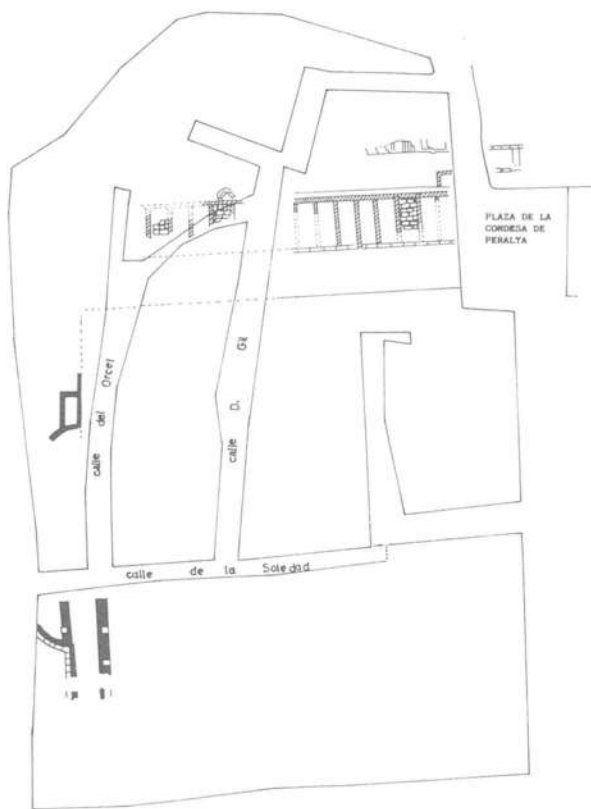 PLAZA DE LA
CONDESA DE
PERALTA
calle del Orcel
calle D. Gil
calle de la Soledad